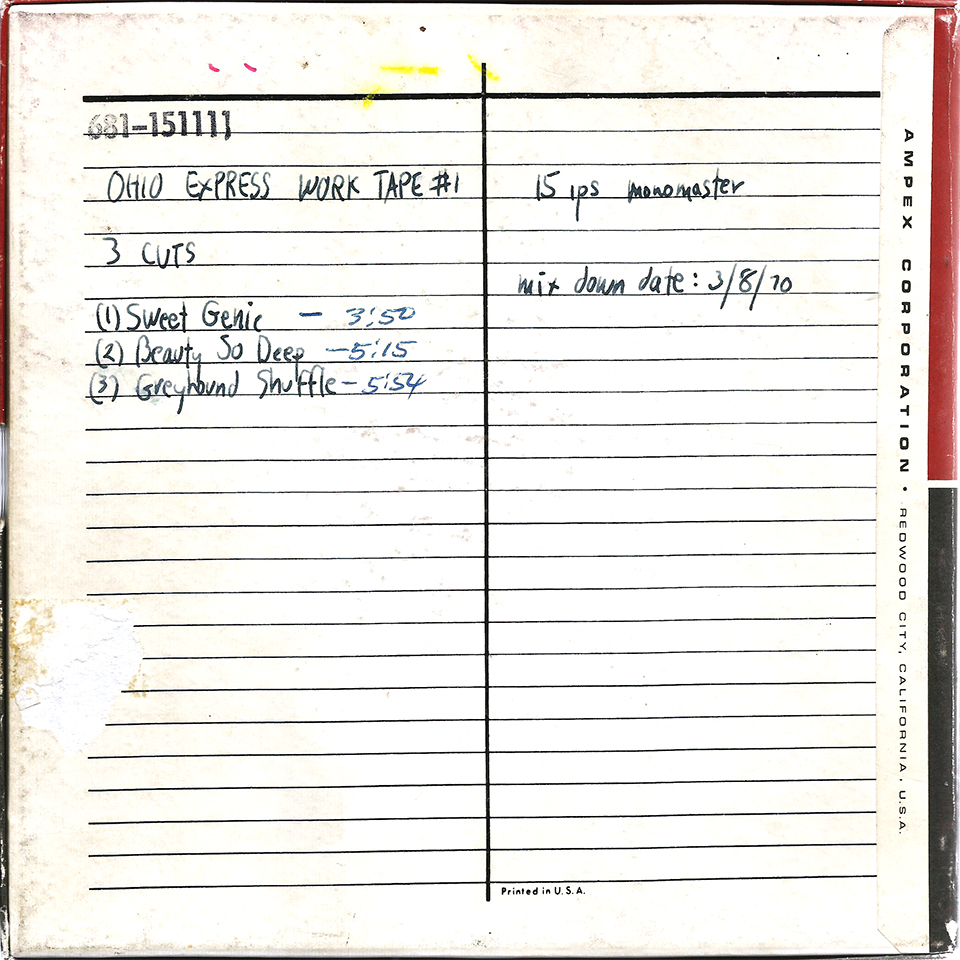 681-151111
OHIO EXPRESS WORK TAPE #1
15 ips monomaster
3 CUTS
mix down date: 3/8/70
(1) Sweet Genie — 3:50
(2) Beauty So Deep — 5:15
(3) Greyhound Shuffle — 5:54
Printed in U.S.A.
AMPEX CORPORATION • REDWOOD CITY, CALIFORNIA • U.S.A.